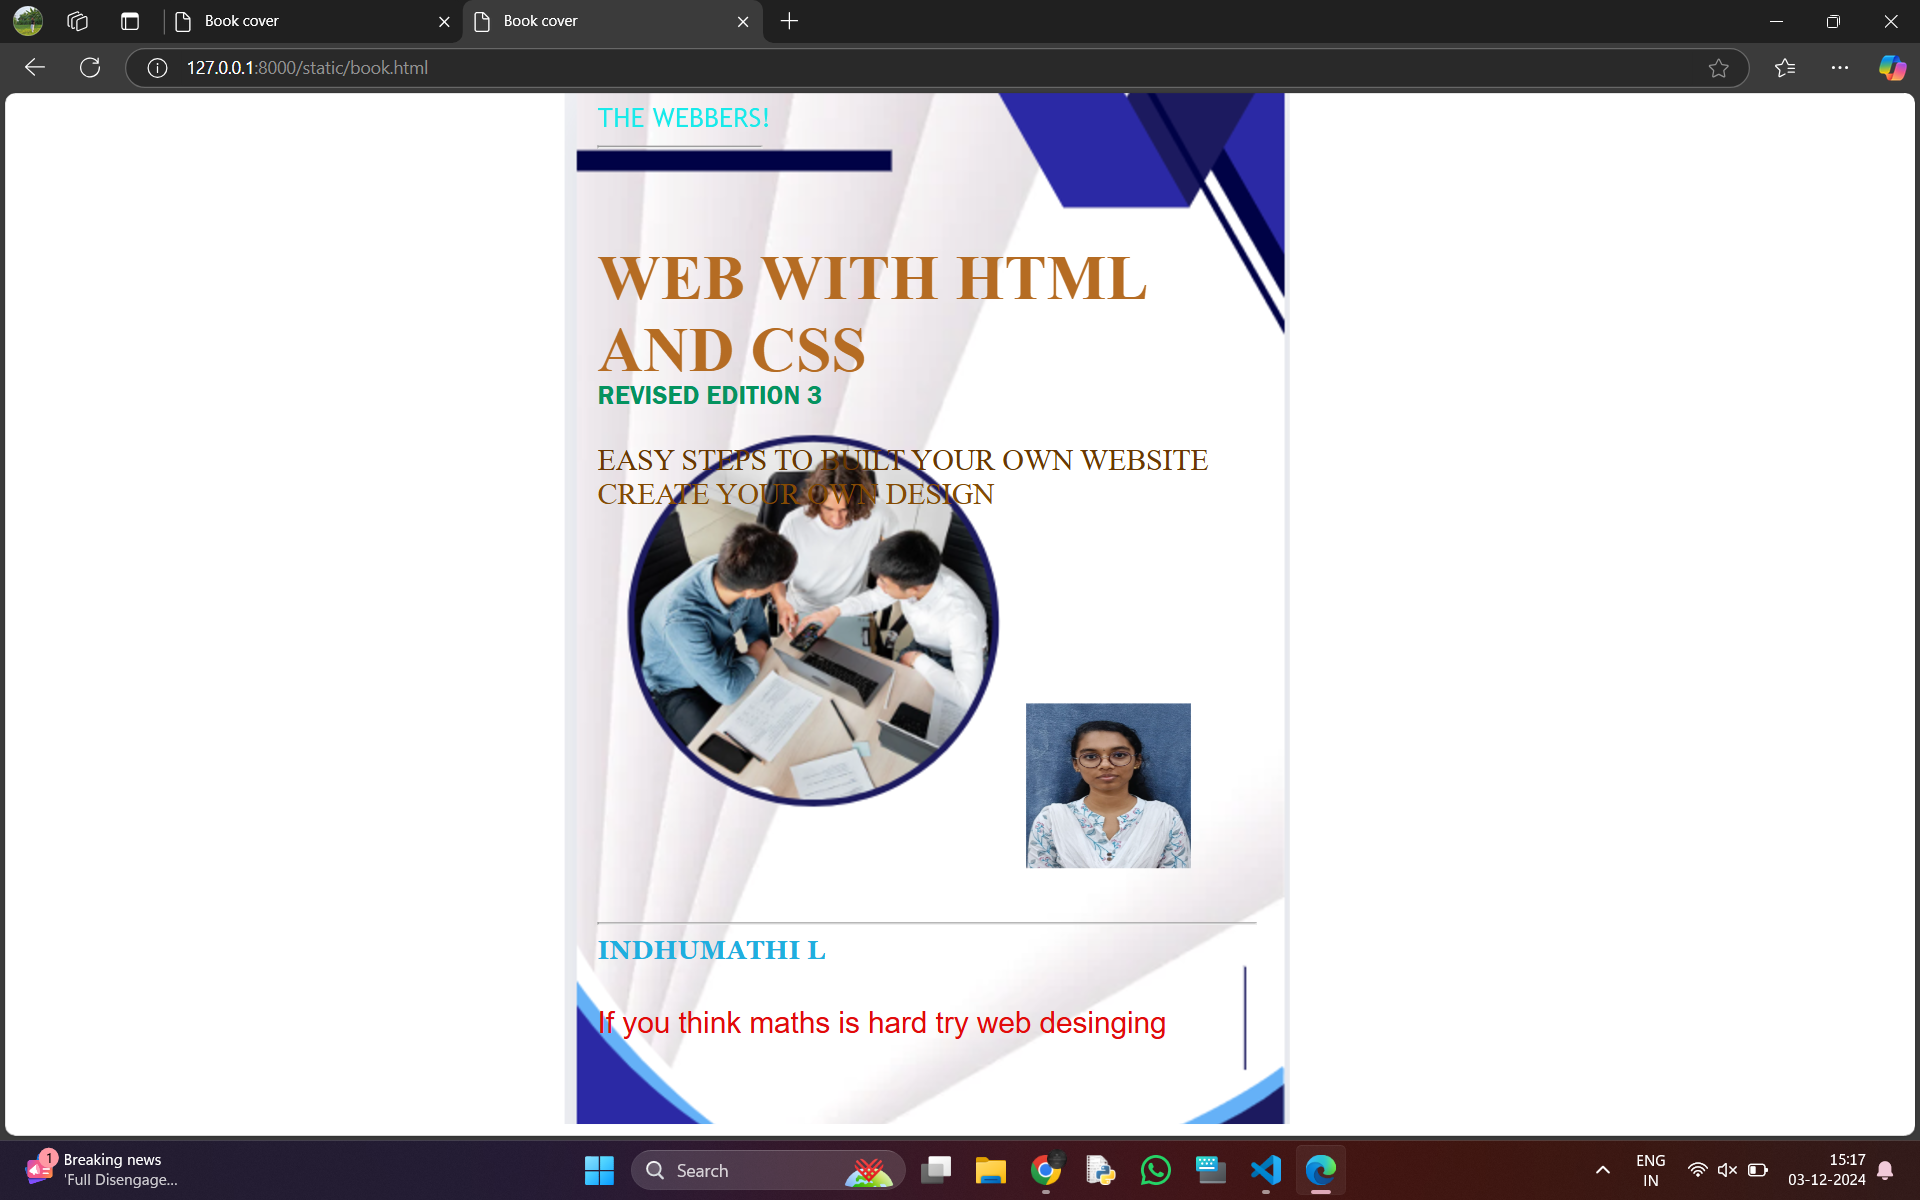 Book cover
Book cover
127.0.0.1:8000/static/book.html
THE WEBBERS!
WEB WITH HTML
AND CSS
REVISED EDITION 3
EASY STEPS TO BUILT YOUR OWN WEBSITE
CREATE YOUR OWN DESIGN
INDHUMATHI L
If you think maths is hard try web desinging
1
Breaking news
'Full Disengage...
Search
ENG
IN
15:17
03-12-2024